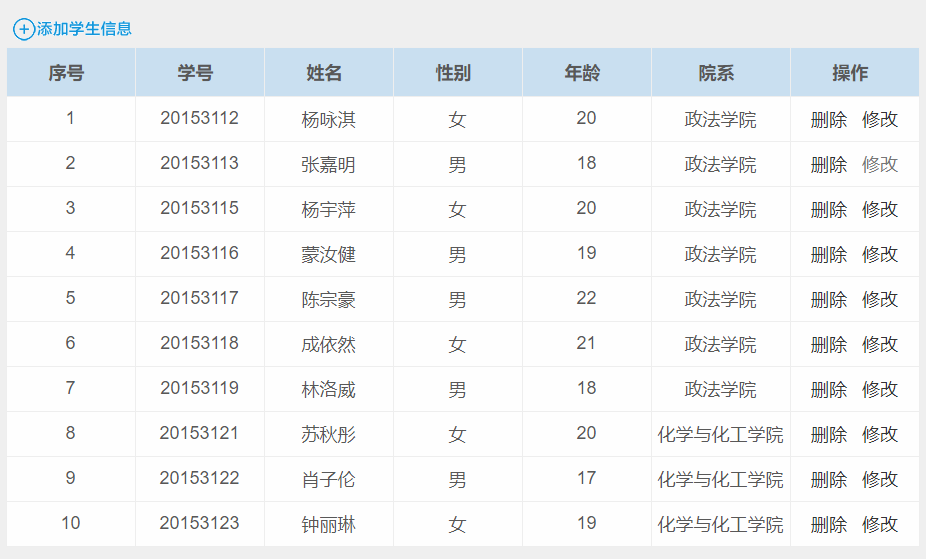 添加学生信息
序号 学号 姓名 性别 年龄 院系 操作
1 20153112 杨咏淇 女 20 政法学院 删除 修改
2 20153113 张嘉明 男 18 政法学院 删除 修改
3 20153115 杨宇萍 女 20 政法学院 删除 修改
4 20153116 蒙汝健 男 19 政法学院 删除 修改
5 20153117 陈宗豪 男 22 政法学院 删除 修改
6 20153118 成依然 女 21 政法学院 删除 修改
7 20153119 林洛威 男 18 政法学院 删除 修改
8 20153121 苏秋彤 女 20 化学与化工学院 删除 修改
9 20153122 肖子伦 男 17 化学与化工学院 删除 修改
10 20153123 钟丽琳 女 19 化学与化工学院 删除 修改